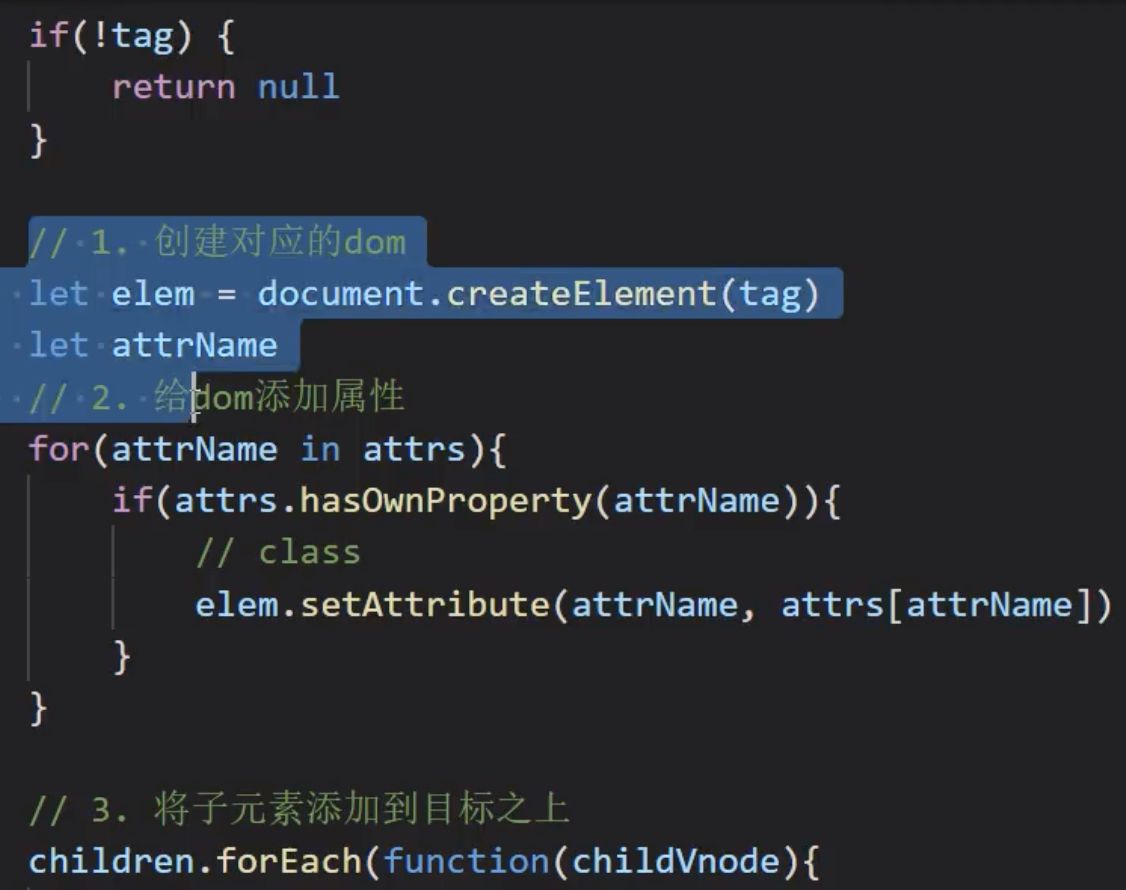 if(!tag) {
return null
}
// 1. 创建对应的dom
let elem = document.createElement(tag)
let attrName
// 2. 给dom添加属性
for(attrName in attrs){
if(attrs.hasOwnProperty(attrName)){
// class
elem.setAttribute(attrName, attrs[attrName])
}
}
// 3. 将子元素添加到目标之上
children.forEach(function(childVnode){